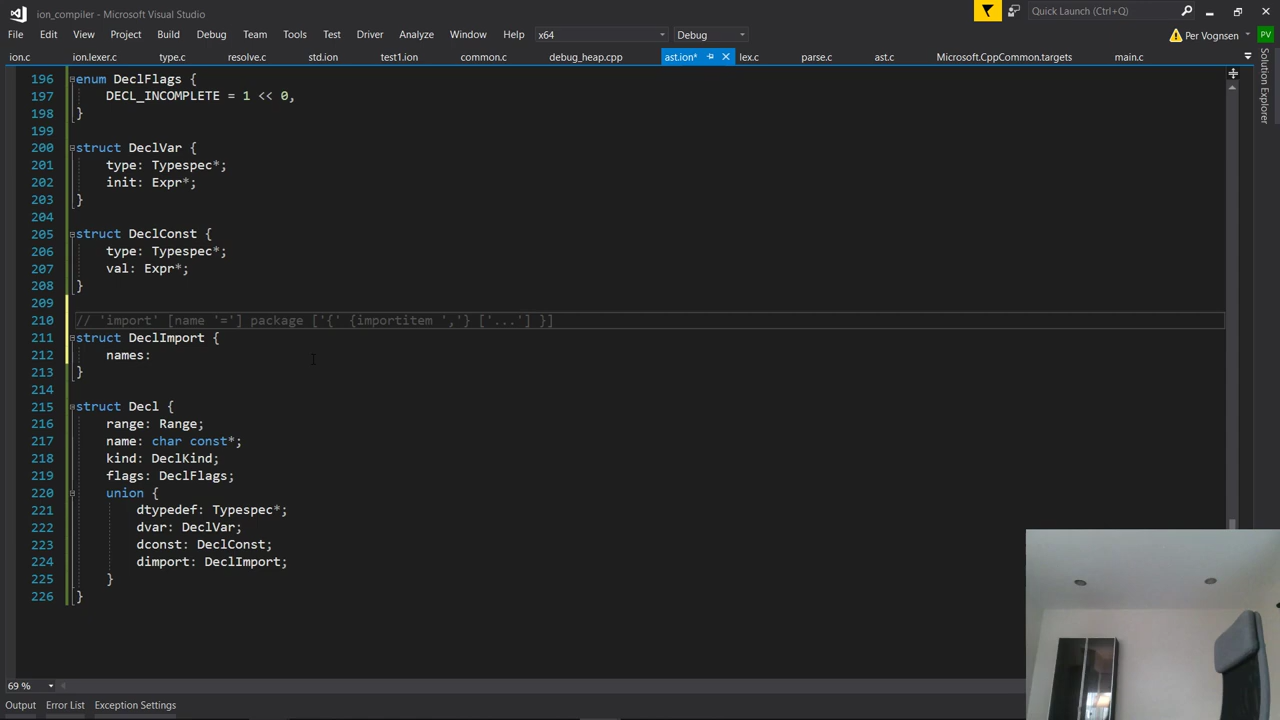 ion_compiler - Microsoft Visual Studio
Quick Launch (Ctrl+Q)
File Edit View Project Build Debug Team Tools Test Driver Analyze Window Help x64 Debug Per Vognsen PV
ion.c ion.lexer.c type.c resolve.c std.ion test1.ion common.c debug_heap.cpp ast.ion* lex.c parse.c ast.c Microsoft.CppCommon.targets main.c
Solution Explorer
196 enum DeclFlags {
197 DECL_INCOMPLETE = 1 << 0,
198 }
199
200 struct DeclVar {
201 type: Typespec*;
202 init: Expr*;
203 }
204
205 struct DeclConst {
206 type: Typespec*;
207 val: Expr*;
208 }
209
210 // 'import' [name '='] package ['{' {importitem ','} ['...'] }]
211 struct DeclImport {
212 names:
213 }
214
215 struct Decl {
216 range: Range;
217 name: char const*;
218 kind: DeclKind;
219 flags: DeclFlags;
220 union {
221 dtypedef: Typespec*;
222 dvar: DeclVar;
223 dconst: DeclConst;
224 dimport: DeclImport;
225 }
226 }
69 %
Output Error List Exception Settings